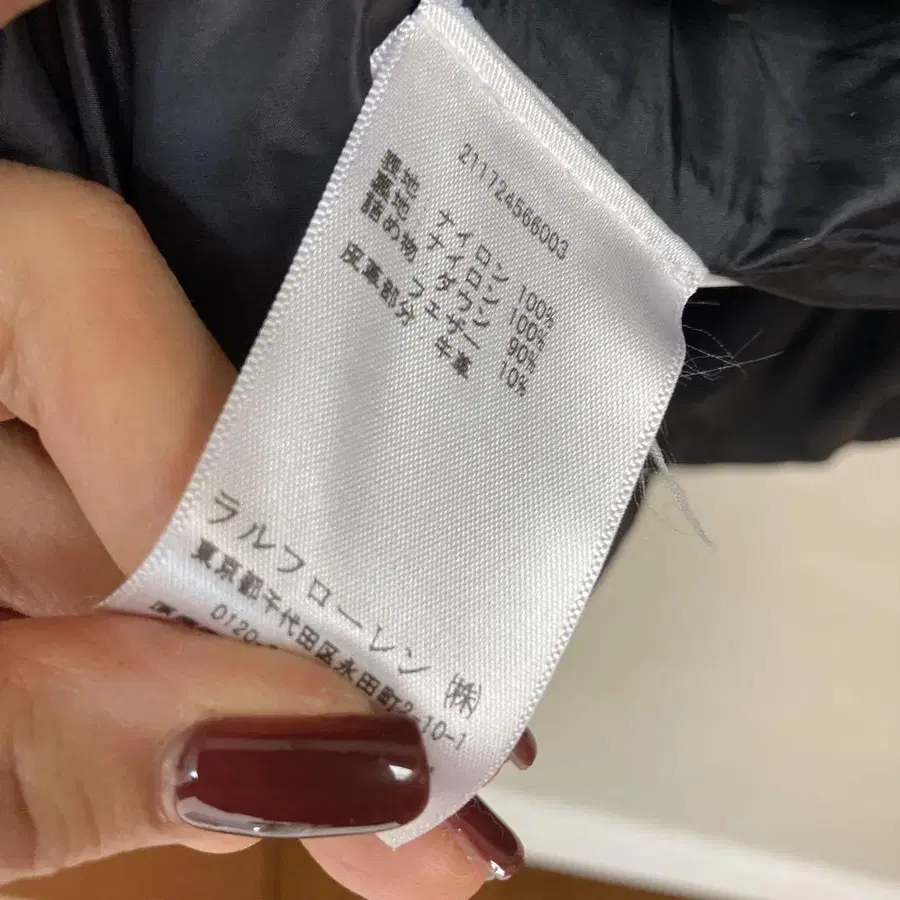 211724566003
表地 ナイロン 100%
裏地 ナイロン 100%
詰め物 ダウン 90%
フェザー 10%
皮革部分 牛革
ラルフローレン ㈱
東京都千代田区永田町2-10-1
0120-